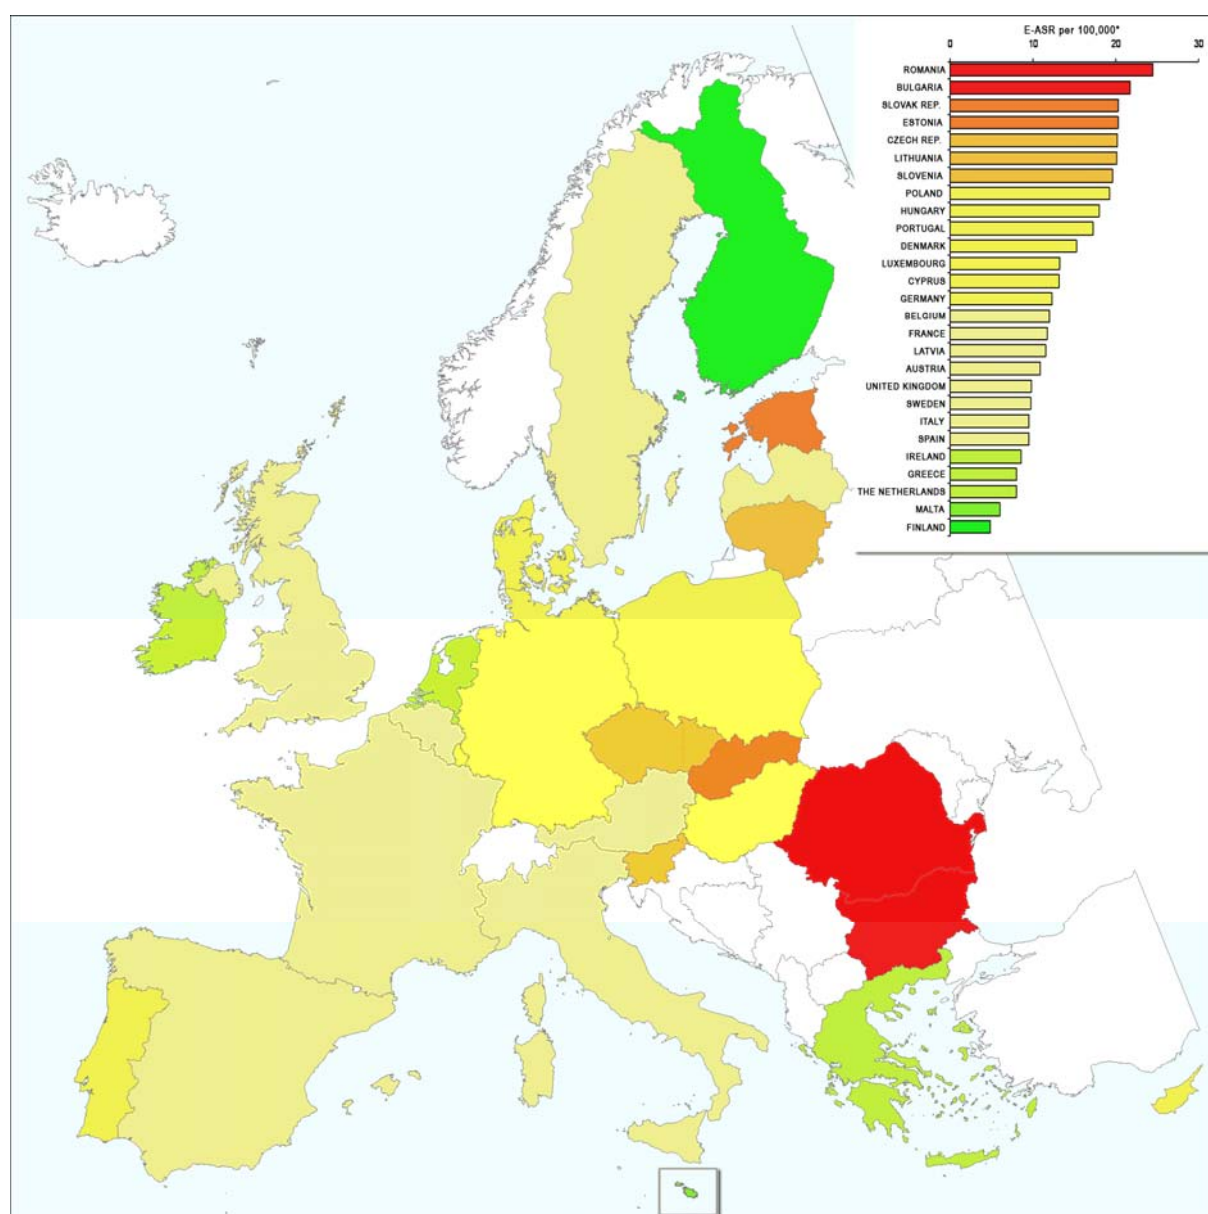 E-ASR per 100,000*
0 10 20 30
ROMANIA
BULGARIA
SLOVAK REP.
ESTONIA
CZECH REP.
LITHUANIA
SLOVENIA
POLAND
HUNGARY
PORTUGAL
DENMARK
LUXEMBOURG
CYPRUS
GERMANY
BELGIUM
FRANCE
LATVIA
AUSTRIA
UNITED KINGDOM
SWEDEN
ITALY
SPAIN
IRELAND
GREECE
THE NETHERLANDS
MALTA
FINLAND